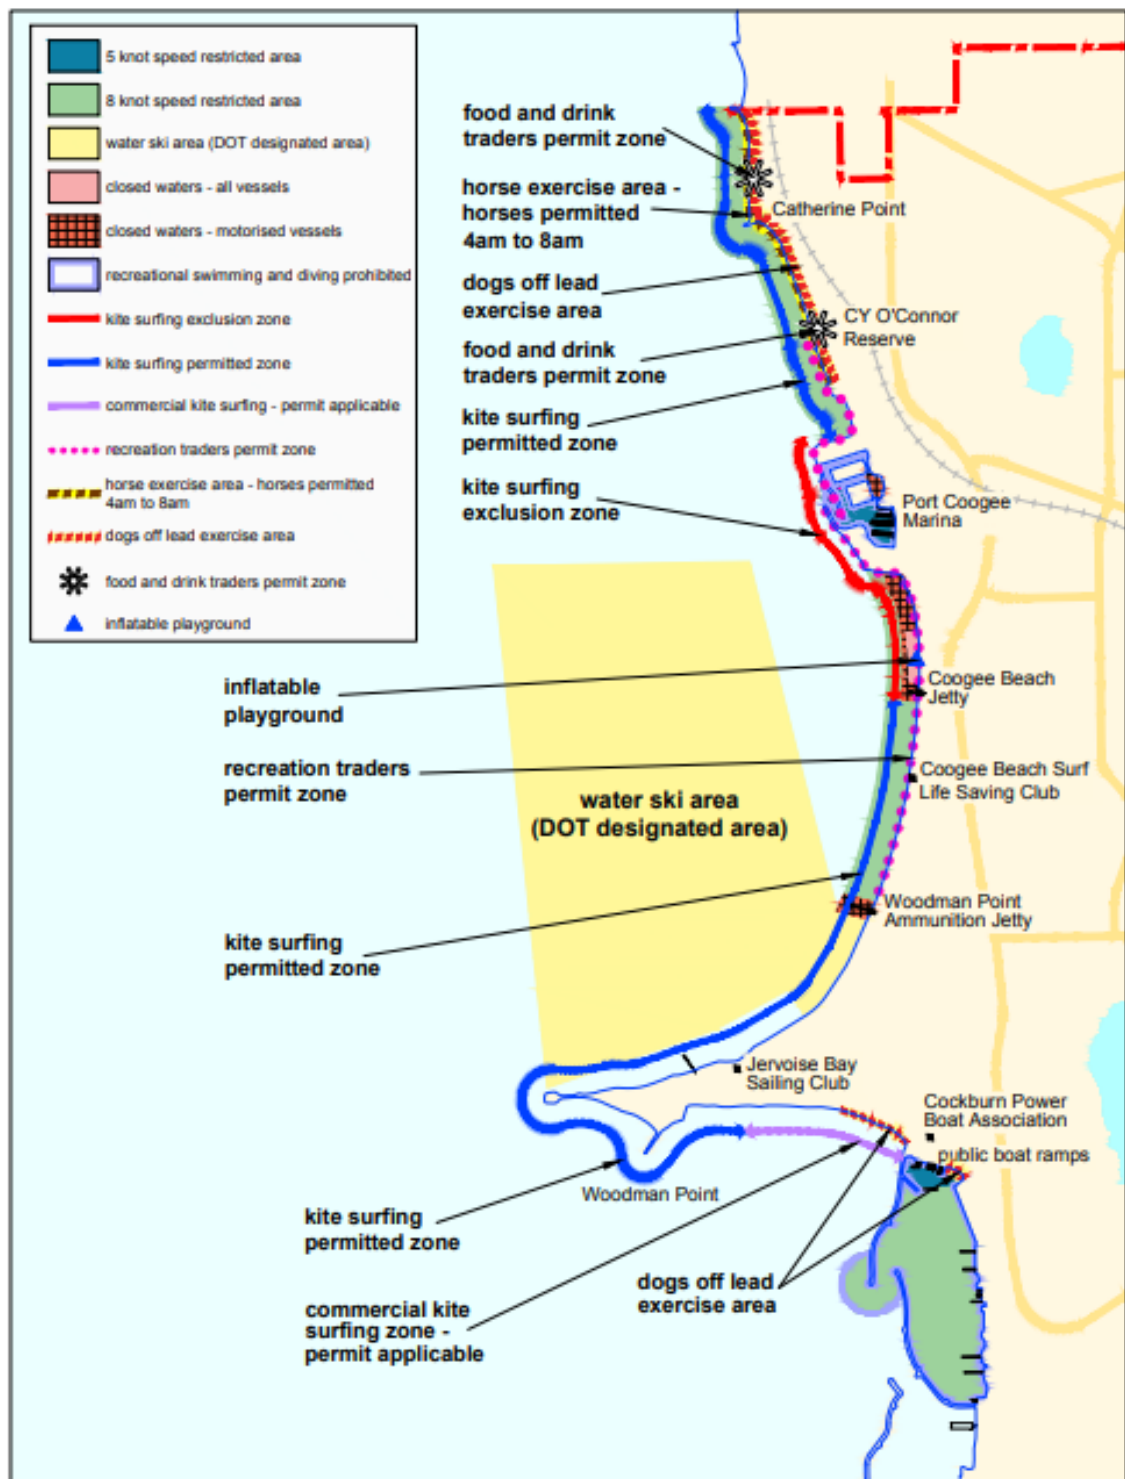 5 knot speed restricted area
8 knot speed restricted area
water ski area (DOT designated area)
closed waters - all vessels
closed waters - motorised vessels
recreational swimming and diving prohibited
kite surfing exclusion zone
kite surfing permitted zone
commercial kite surfing - permit applicable
recreation traders permit zone
horse exercise area - horses permitted
4am to 8am
dogs off lead exercise area
food and drink traders permit zone
inflatable playground
food and drink
traders permit zone
horse exercise area -
horses permitted
4am to 8am
Catherine Point
dogs off lead
exercise area
CY O'Connor
Reserve
food and drink
traders permit zone
kite surfing
permitted zone
kite surfing
exclusion zone
Port Coogee
Marina
inflatable
playground
Coogee Beach
Jetty
recreation traders
permit zone
Coogee Beach Surf
Life Saving Club
water ski area
(DOT designated area)
Woodman Point
Ammunition Jetty
kite surfing
permitted zone
Jervoise Bay
Sailing Club
Cockburn Power
Boat Association
public boat ramps
Woodman Point
kite surfing
permitted zone
dogs off lead
exercise area
commercial kite
surfing zone -
permit applicable